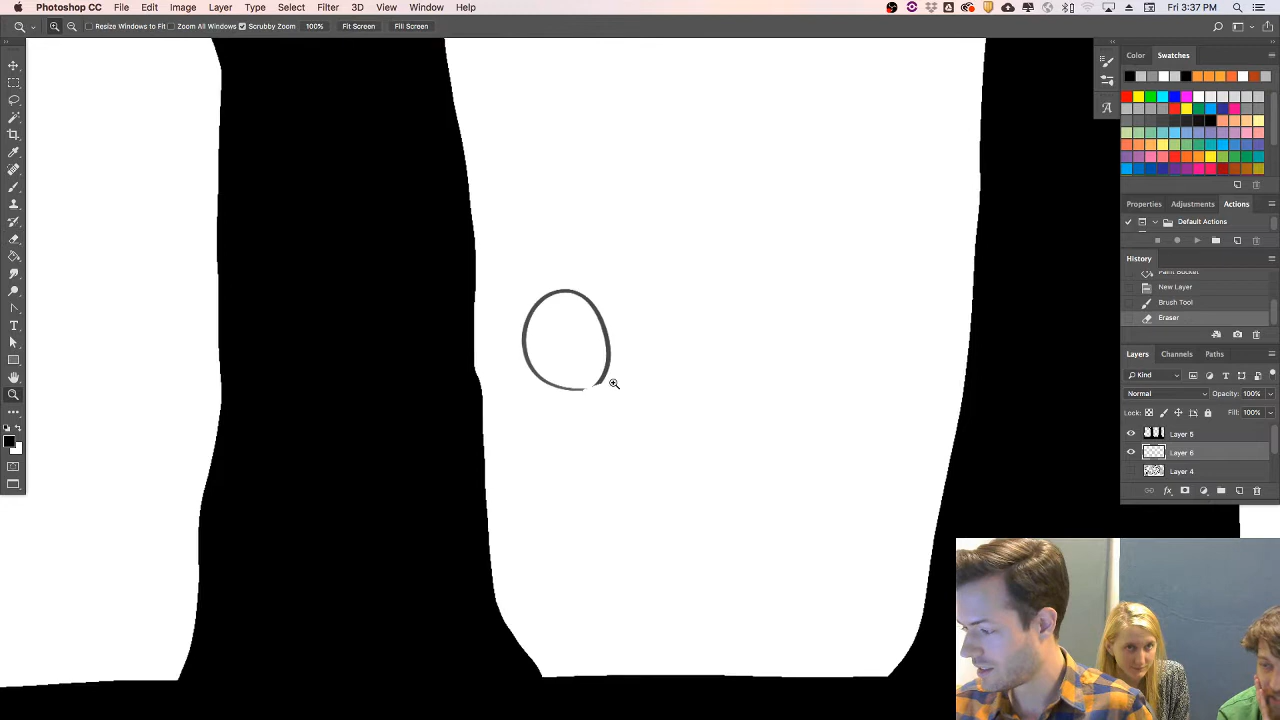 Photoshop CC File Edit Image Layer Type Select Filter 3D View Window Help Fri 3:37 PM
Resize Windows to Fit Zoom All Windows Scrubby Zoom 100% Fit Screen Fill Screen
Color Swatches
Properties Adjustments Actions
Default Actions
History
Paint Bucket
New Layer
Brush Tool
Eraser
Layers Channels Paths
Kind
Normal Opacity: 100%
Lock: Fill: 100%
Layer 5
Layer 6
Layer 4